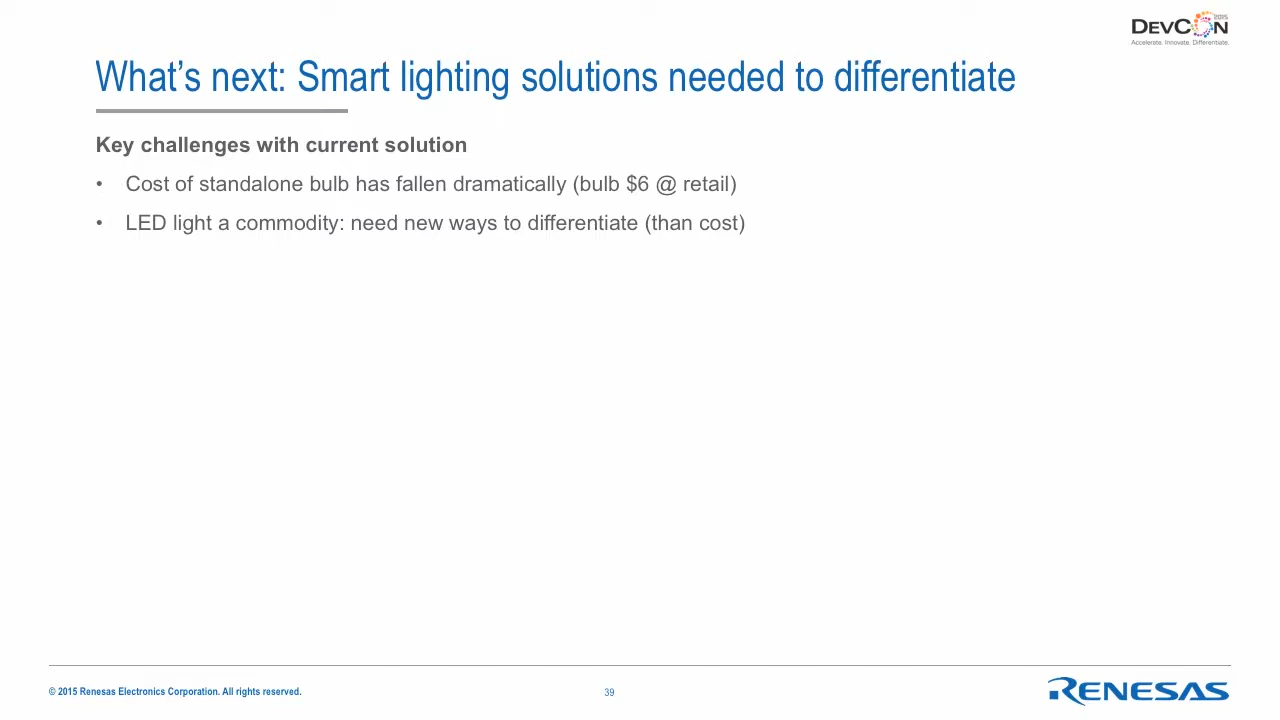 DevCon
Accelerate. Innovate. Differentiate.
What’s next: Smart lighting solutions needed to differentiate
Key challenges with current solution
• Cost of standalone bulb has fallen dramatically (bulb $6 @ retail)
• LED light a commodity: need new ways to differentiate (than cost)
© 2015 Renesas Electronics Corporation. All rights reserved.
39
RENESAS